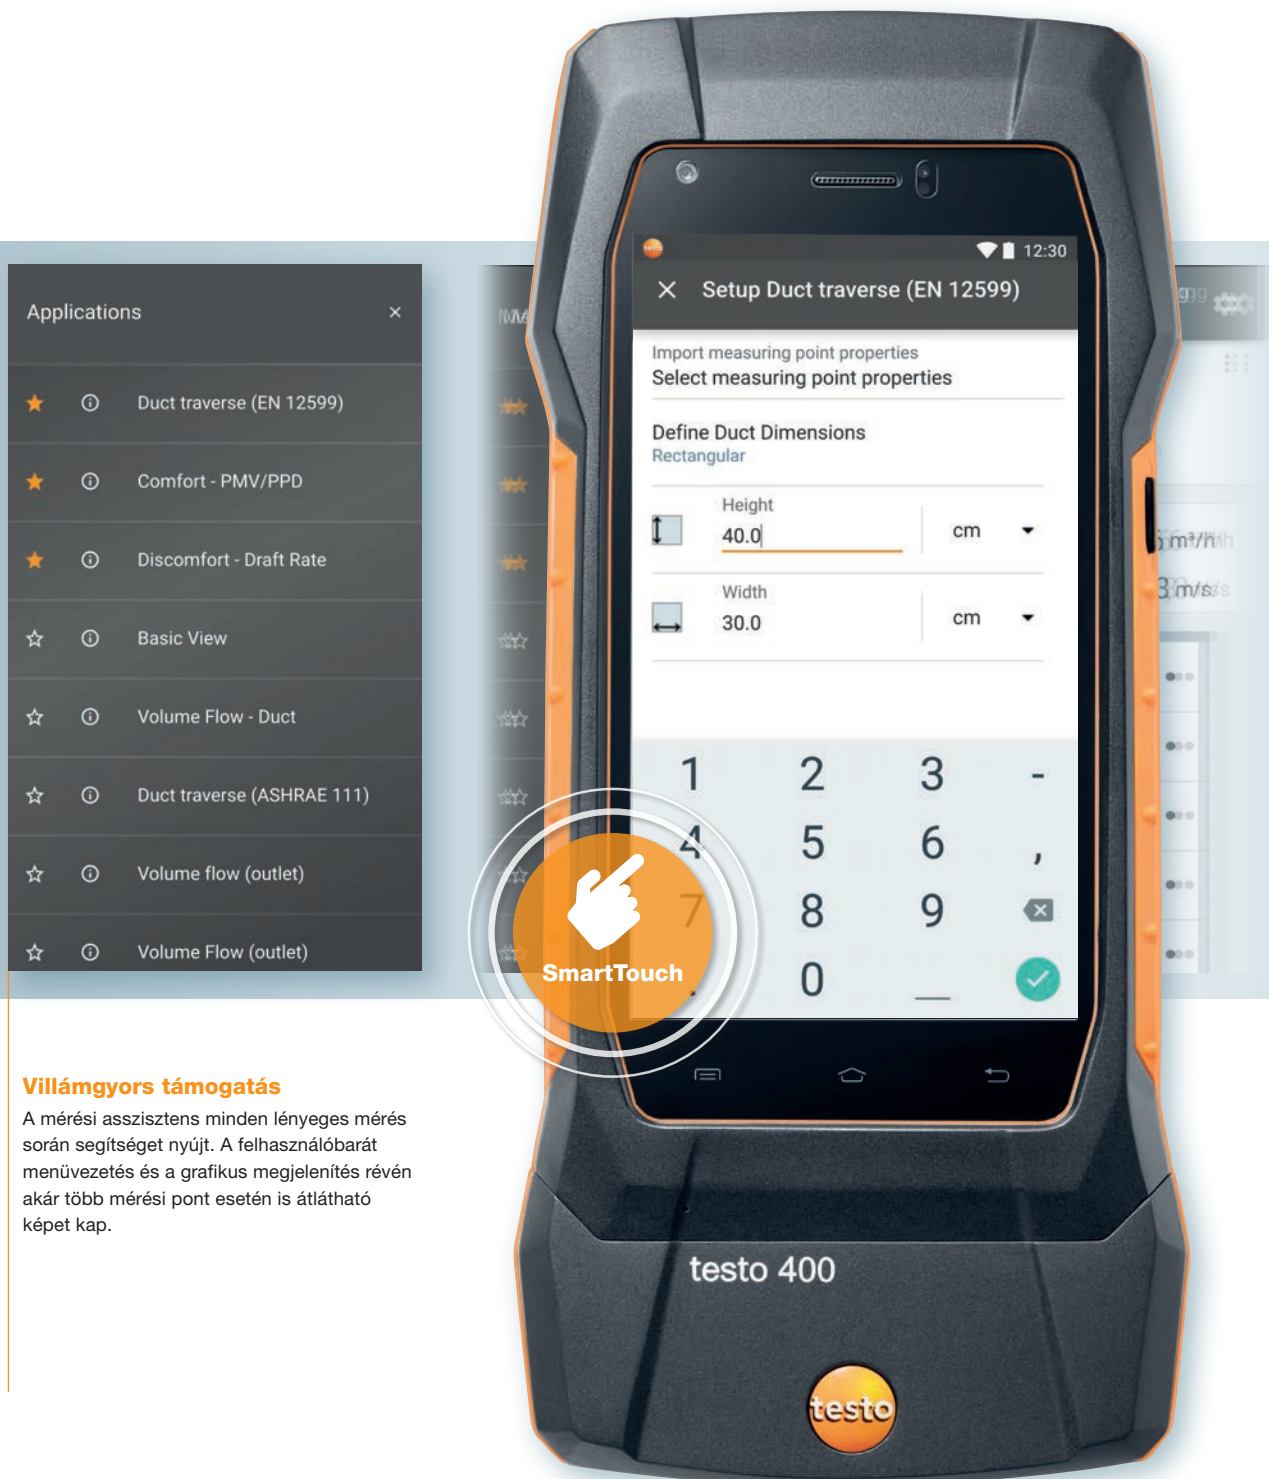 Applications
Duct traverse (EN 12599)
Comfort - PMV/PPD
Discomfort - Draft Rate
Basic View
Volume Flow - Duct
Duct traverse (ASHRAE 111)
Volume flow (outlet)
Volume Flow (outlet)
Villámgyors támogatás
A mérési asszisztens minden lényeges mérés
során segítséget nyújt. A felhasználóbarát
menüvezetés és a grafikus megjelenítés révén
akár több mérési pont esetén is átlátható
képet kap.
testo
12:30
Setup Duct traverse (EN 12599)
Import measuring point properties
Select measuring point properties
Define Duct Dimensions
Rectangular
Height
40.0 cm
Width
30.0 cm
1 2 3 -
4 5 6 ,
7 8 9
. 0 _
SmartTouch
testo 400
testo
m³/h
3 m/s